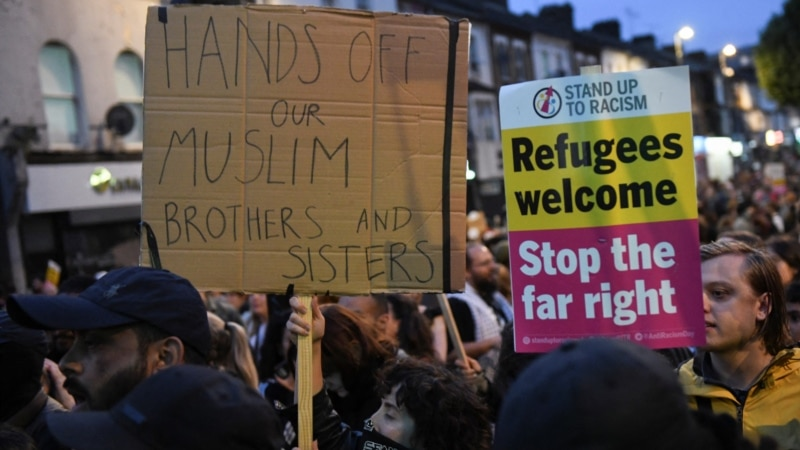 HANDS OFF
OUR
MUSLIM
BROTHERS AND
SISTERS
STAND UP
TO RACISM
Refugees
welcome
Stop the
far right